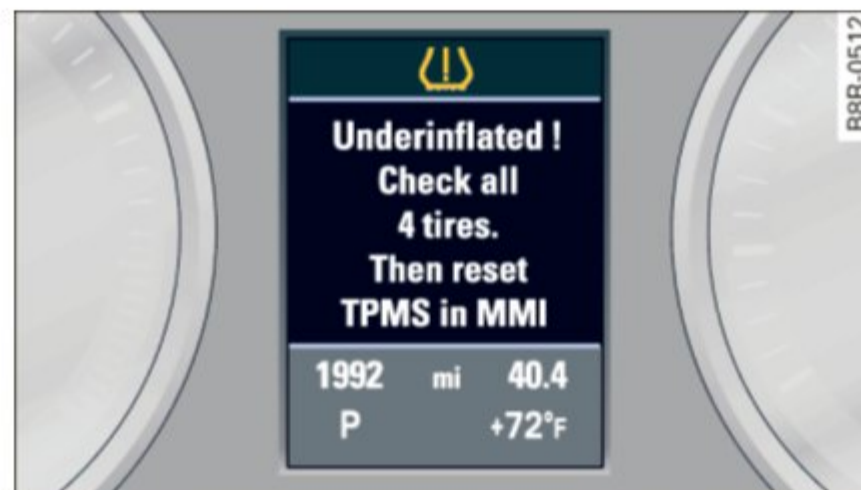 Underinflated !
Check all
4 tires.
Then reset
TPMS in MMI
1992 mi 40.4
P +72°F
B8R-0512